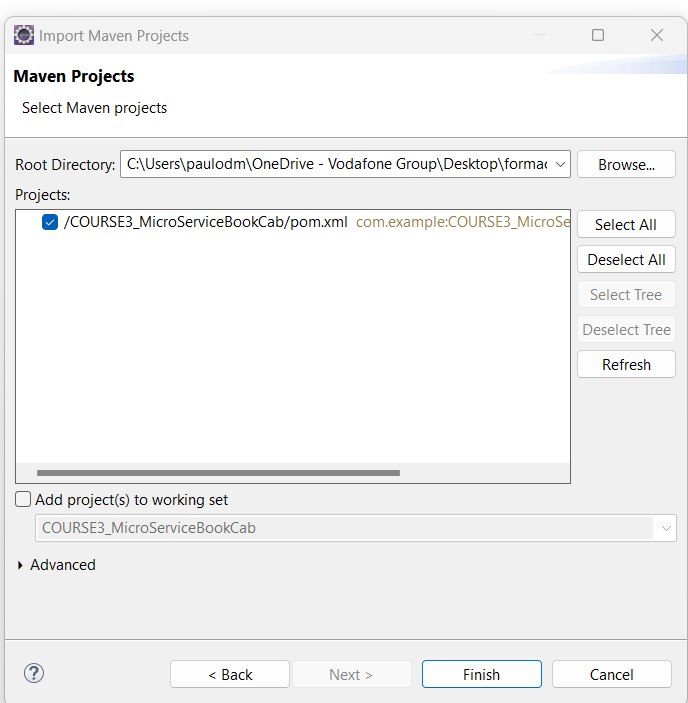 Import Maven Projects
Maven Projects
Select Maven projects
Root Directory: C:\Users\paulodm\OneDrive - Vodafone Group\Desktop\formac Browse...
Projects:
/COURSE3_MicroServiceBookCab/pom.xml com.example:COURSE3_MicroSe
Select All
Deselect All
Select Tree
Deselect Tree
Refresh
Add project(s) to working set
COURSE3_MicroServiceBookCab
Advanced
? < Back Next > Finish Cancel